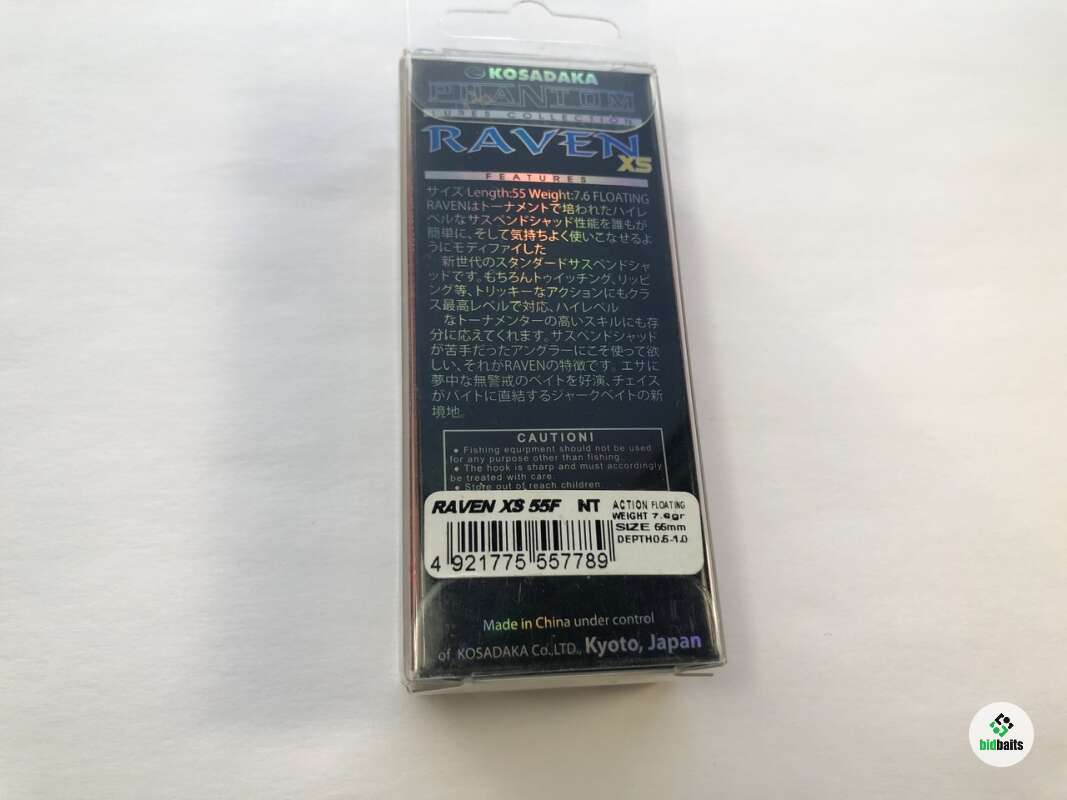 KOSADAKA
PHANTOM
LURES COLLECTION
RAVEN
XS
FEATURES
サイズ Length:55 Weight:7.6 FLOATING
RAVENはトーナメントで培われたハイレ
ベルなサスペンドシャッド性能を誰もが
簡単に、そして気持ちよく使いこなせるよ
うにモディファイした
新世代のスタンダードサスペンドシャ
ッドです。もちろんトゥイッチング、リッピ
ング等、トリッキーなアクションにもクラ
ス最高レベルで対応、ハイレベル
なトーナメンターの高いスキルにも存
分に応えてくれます。サスペンドシャッド
が苦手だったアングラーにこそ使って欲
しい、それがRAVENの特徴です。エサに
夢中な無警戒のベイトを好演、チェイス
がバイトに直結するシャークベイトの新
境地。
CAUTION!
● Fishing equipment should not be used
for any purpose other than fishing.
● The hook is sharp and must accordingly
be treated with care.
● Store out of reach children.
RAVEN XS 55F NT ACTION FLOATING
WEIGHT 7.6gr
SIZE 55mm
DEPTH0.5-1.0
4 921775 557789
Made in China under control
of KOSADAKA Co.,LTD., Kyoto, Japan
bidbaits